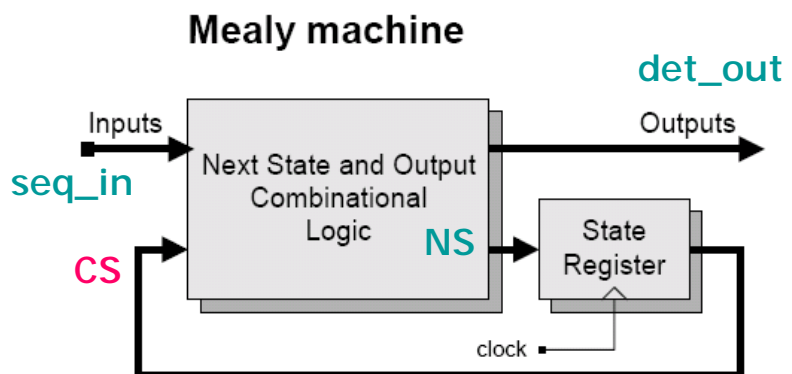 Mealy machine
det_out
Inputs
Outputs
seq_in
Next State and Output
Combinational
Logic
NS
State
Register
CS
clock